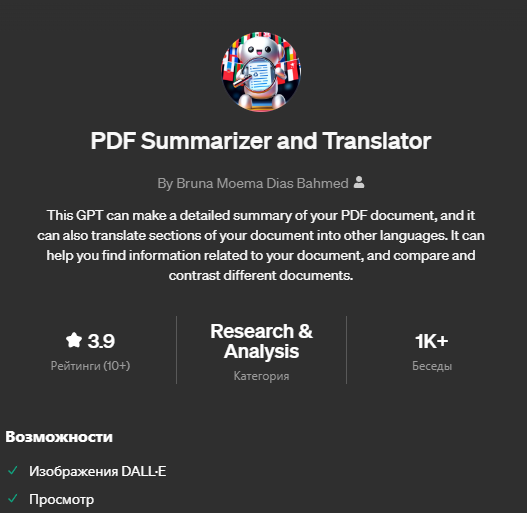 PDF Summarizer and Translator
By Bruna Moema Dias Bahmed
This GPT can make a detailed summary of your PDF document, and it
can also translate sections of your document into other languages. It can
help you find information related to your document, and compare and
contrast different documents.
3.9
Рейтинги (10+)
Research &
Analysis
Категория
1K+
Беседы
Возможности
Изображения DALL·E
Просмотр